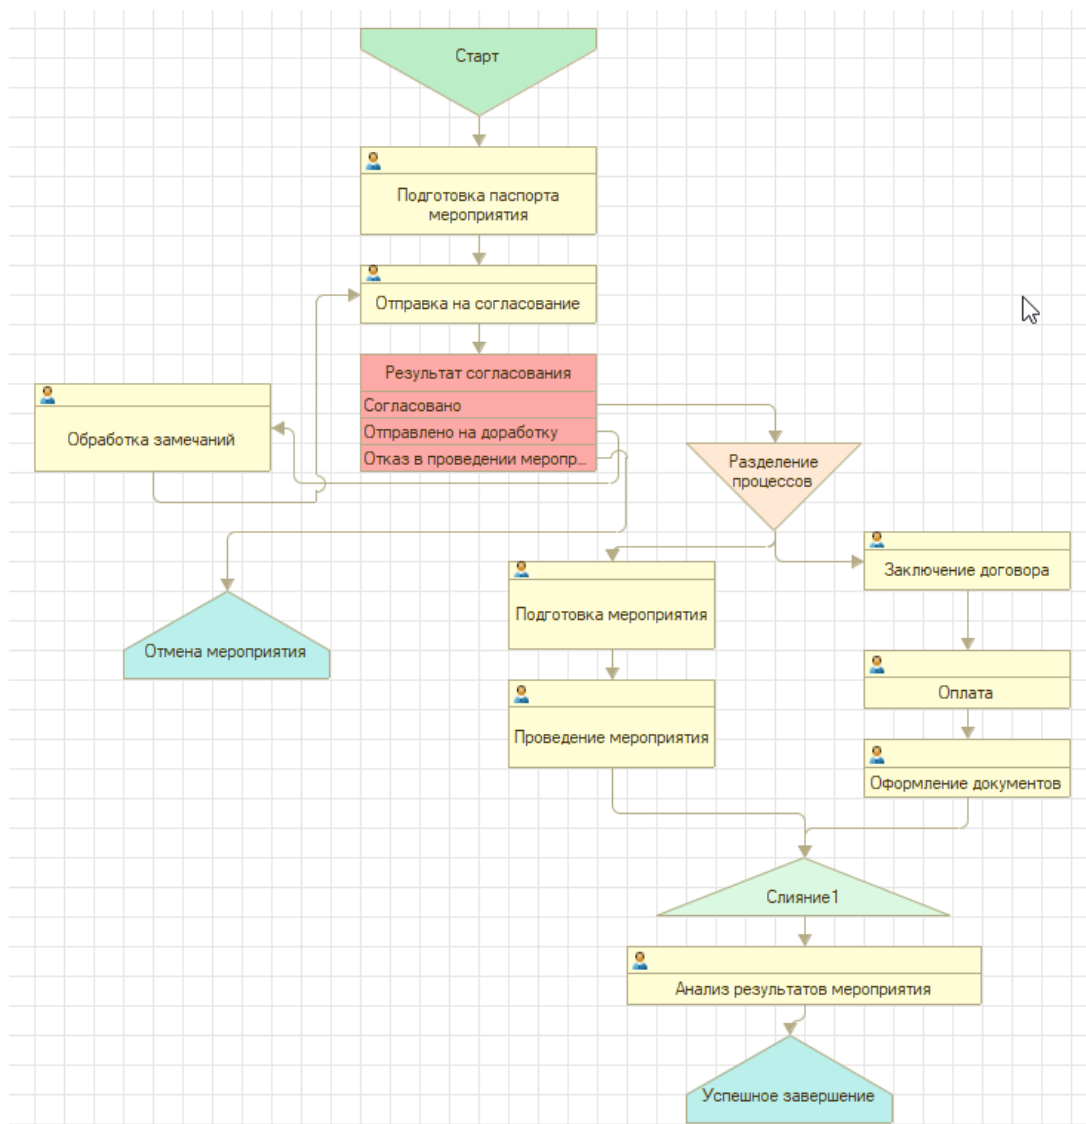 Старт
Подготовка паспорта
мероприятия
Отправка на согласование
Результат согласования
Согласовано
Отправлено на доработку
Отказ в проведении меропр...
Обработка замечаний
Разделение
процессов
Заключение договора
Подготовка мероприятия
Отмена мероприятия
Оплата
Проведение мероприятия
Оформление документов
Слияние1
Анализ результатов мероприятия
Успешное завершение